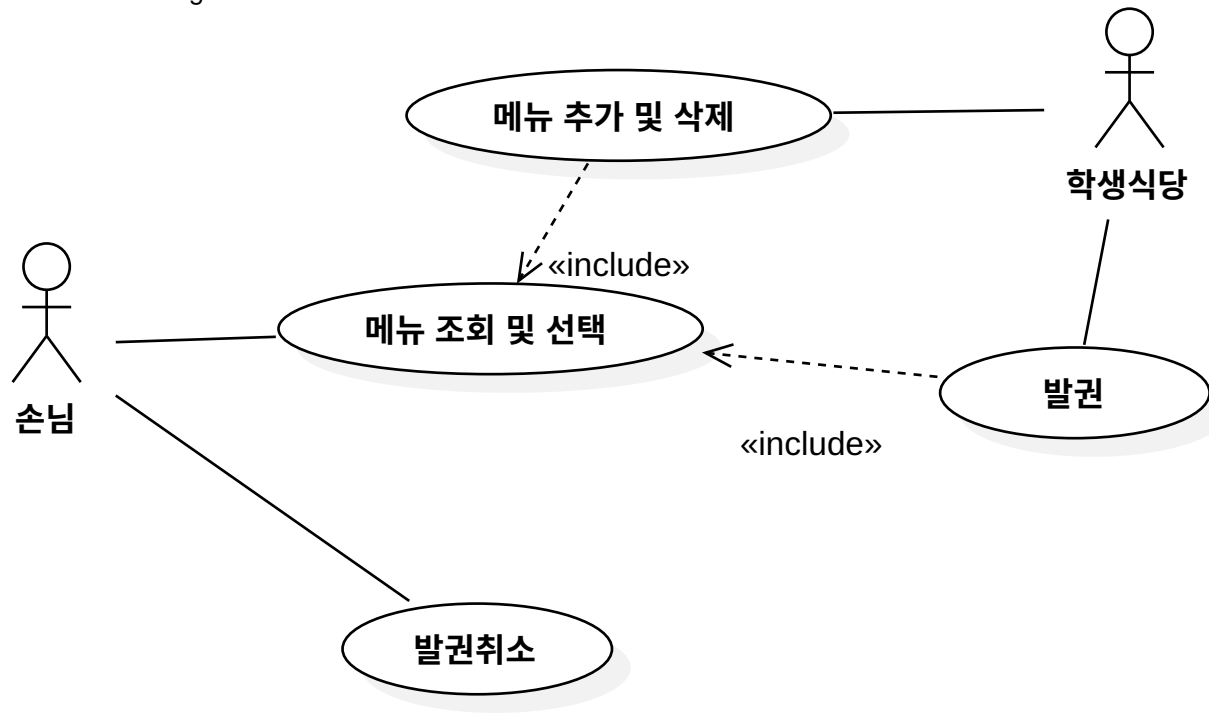 메뉴 추가 및 삭제
학생식당
«include»
메뉴 조회 및 선택
발권
손님
«include»
발권취소